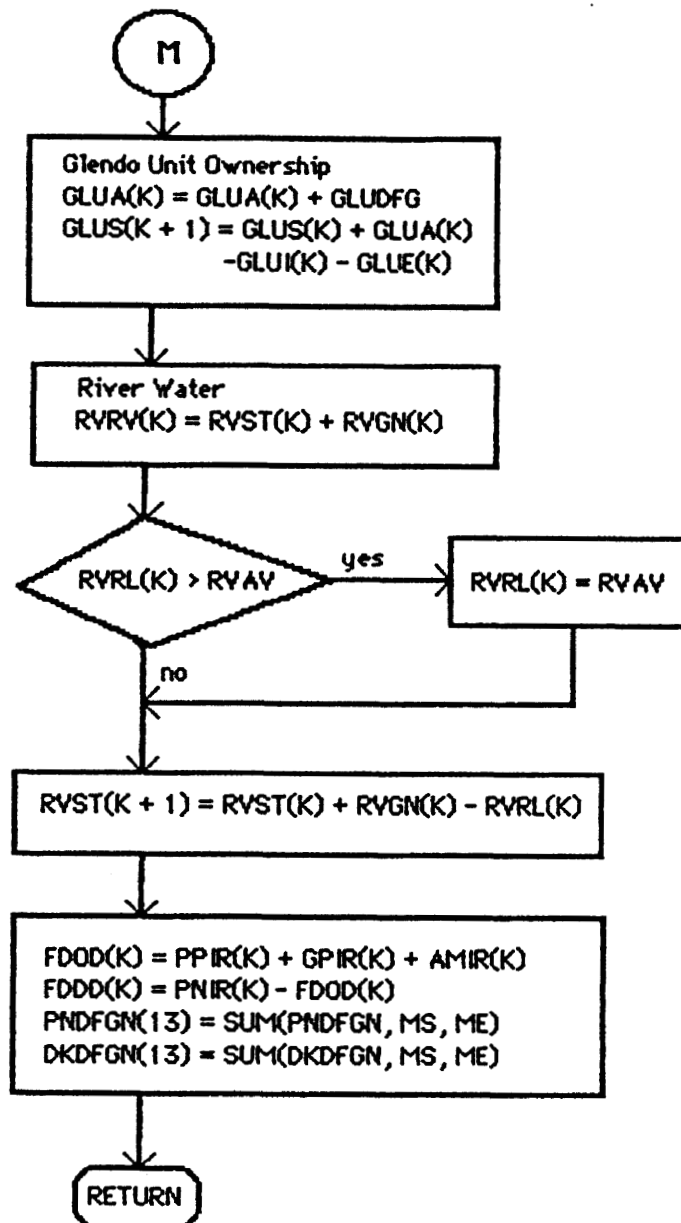 M
Glendo Unit Ownership
GLUA(K) = GLUA(K) + GLUDFG
GLUS(K + 1) = GLUS(K) + GLUA(K)
-GLUI(K) - GLUE(K)
River Water
RVRV(K) = RVST(K) + RVGN(K)
RVRL(K) > RVAV
yes
RVRL(K) = RVAV
no
RVST(K + 1) = RVST(K) + RVGN(K) - RVRL(K)
FDOD(K) = PPIR(K) + GPIR(K) + AMIR(K)
FDDD(K) = PNIR(K) - FDOD(K)
PNDFGN(13) = SUM(PNDFGN, MS, ME)
DKDFGN(13) = SUM(DKDFGN, MS, ME)
RETURN